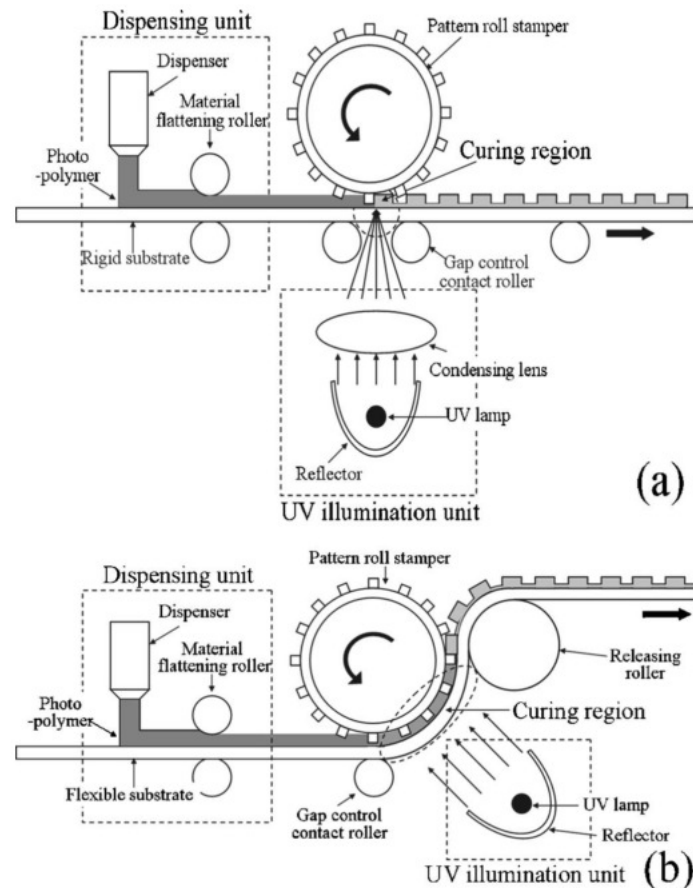 Dispensing unit
Pattern roll stamper
Dispenser
Material
flattening roller
Curing region
Photo
-polymer
Rigid substrate
Gap control
contact roller
Condensing lens
UV lamp
Reflector
(a)
UV illumination unit
Pattern roll stamper
Dispensing unit
Dispenser
Material
flattening roller
Releasing
roller
Photo
-polymer
Curing region
Flexible substrate
Gap control
contact roller
UV lamp
Reflector
UV illumination unit
(b)